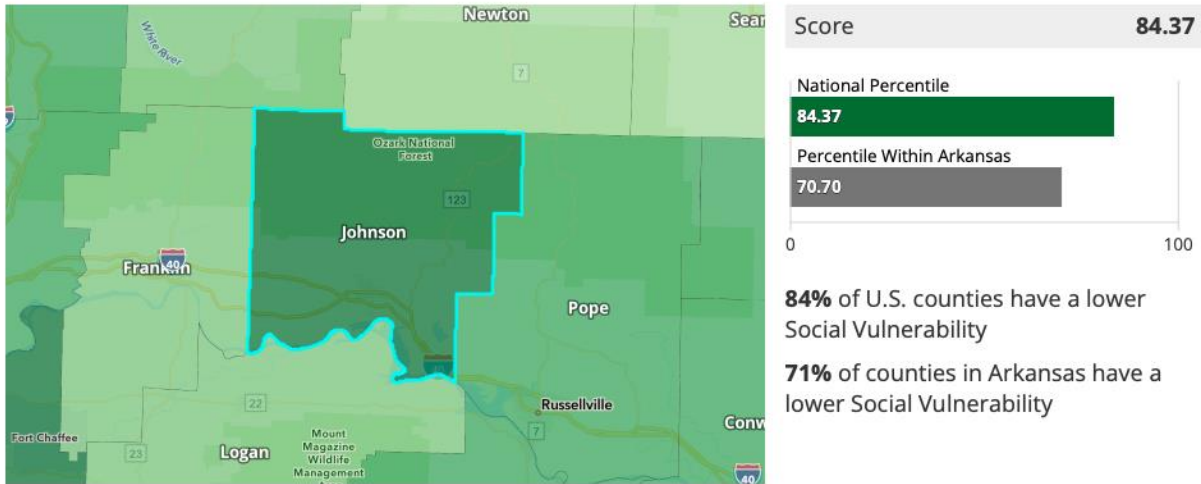 Newton
Sear
White River
7
Ozark National
Forest
123
Johnson
40
Franklin
Pope
40
22
Russellville
Fort Chaffee
Mount
Magazine
Wildlife
Management
7
Conw
23
Logan
40
Score 84.37
National Percentile
84.37
Percentile Within Arkansas
70.70
0 100
84% of U.S. counties have a lower
Social Vulnerability
71% of counties in Arkansas have a
lower Social Vulnerability